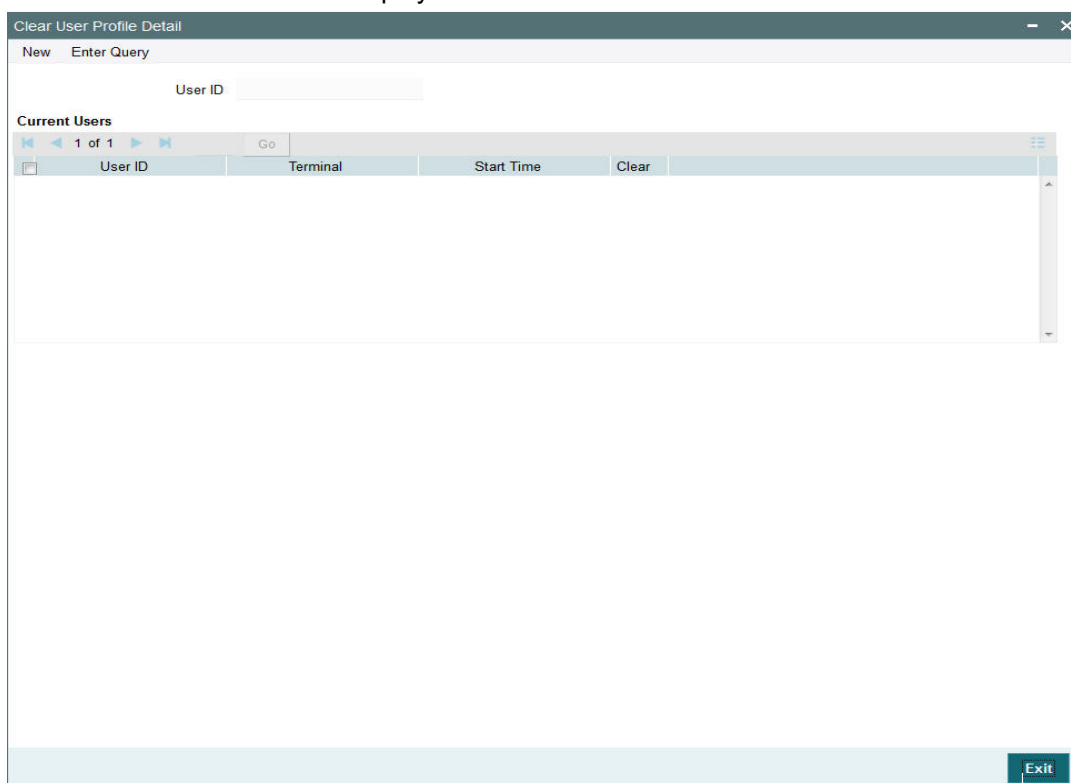 Clear User Profile Detail
New Enter Query
User ID
Current Users
1 of 1 Go
User ID Terminal Start Time Clear
Exit